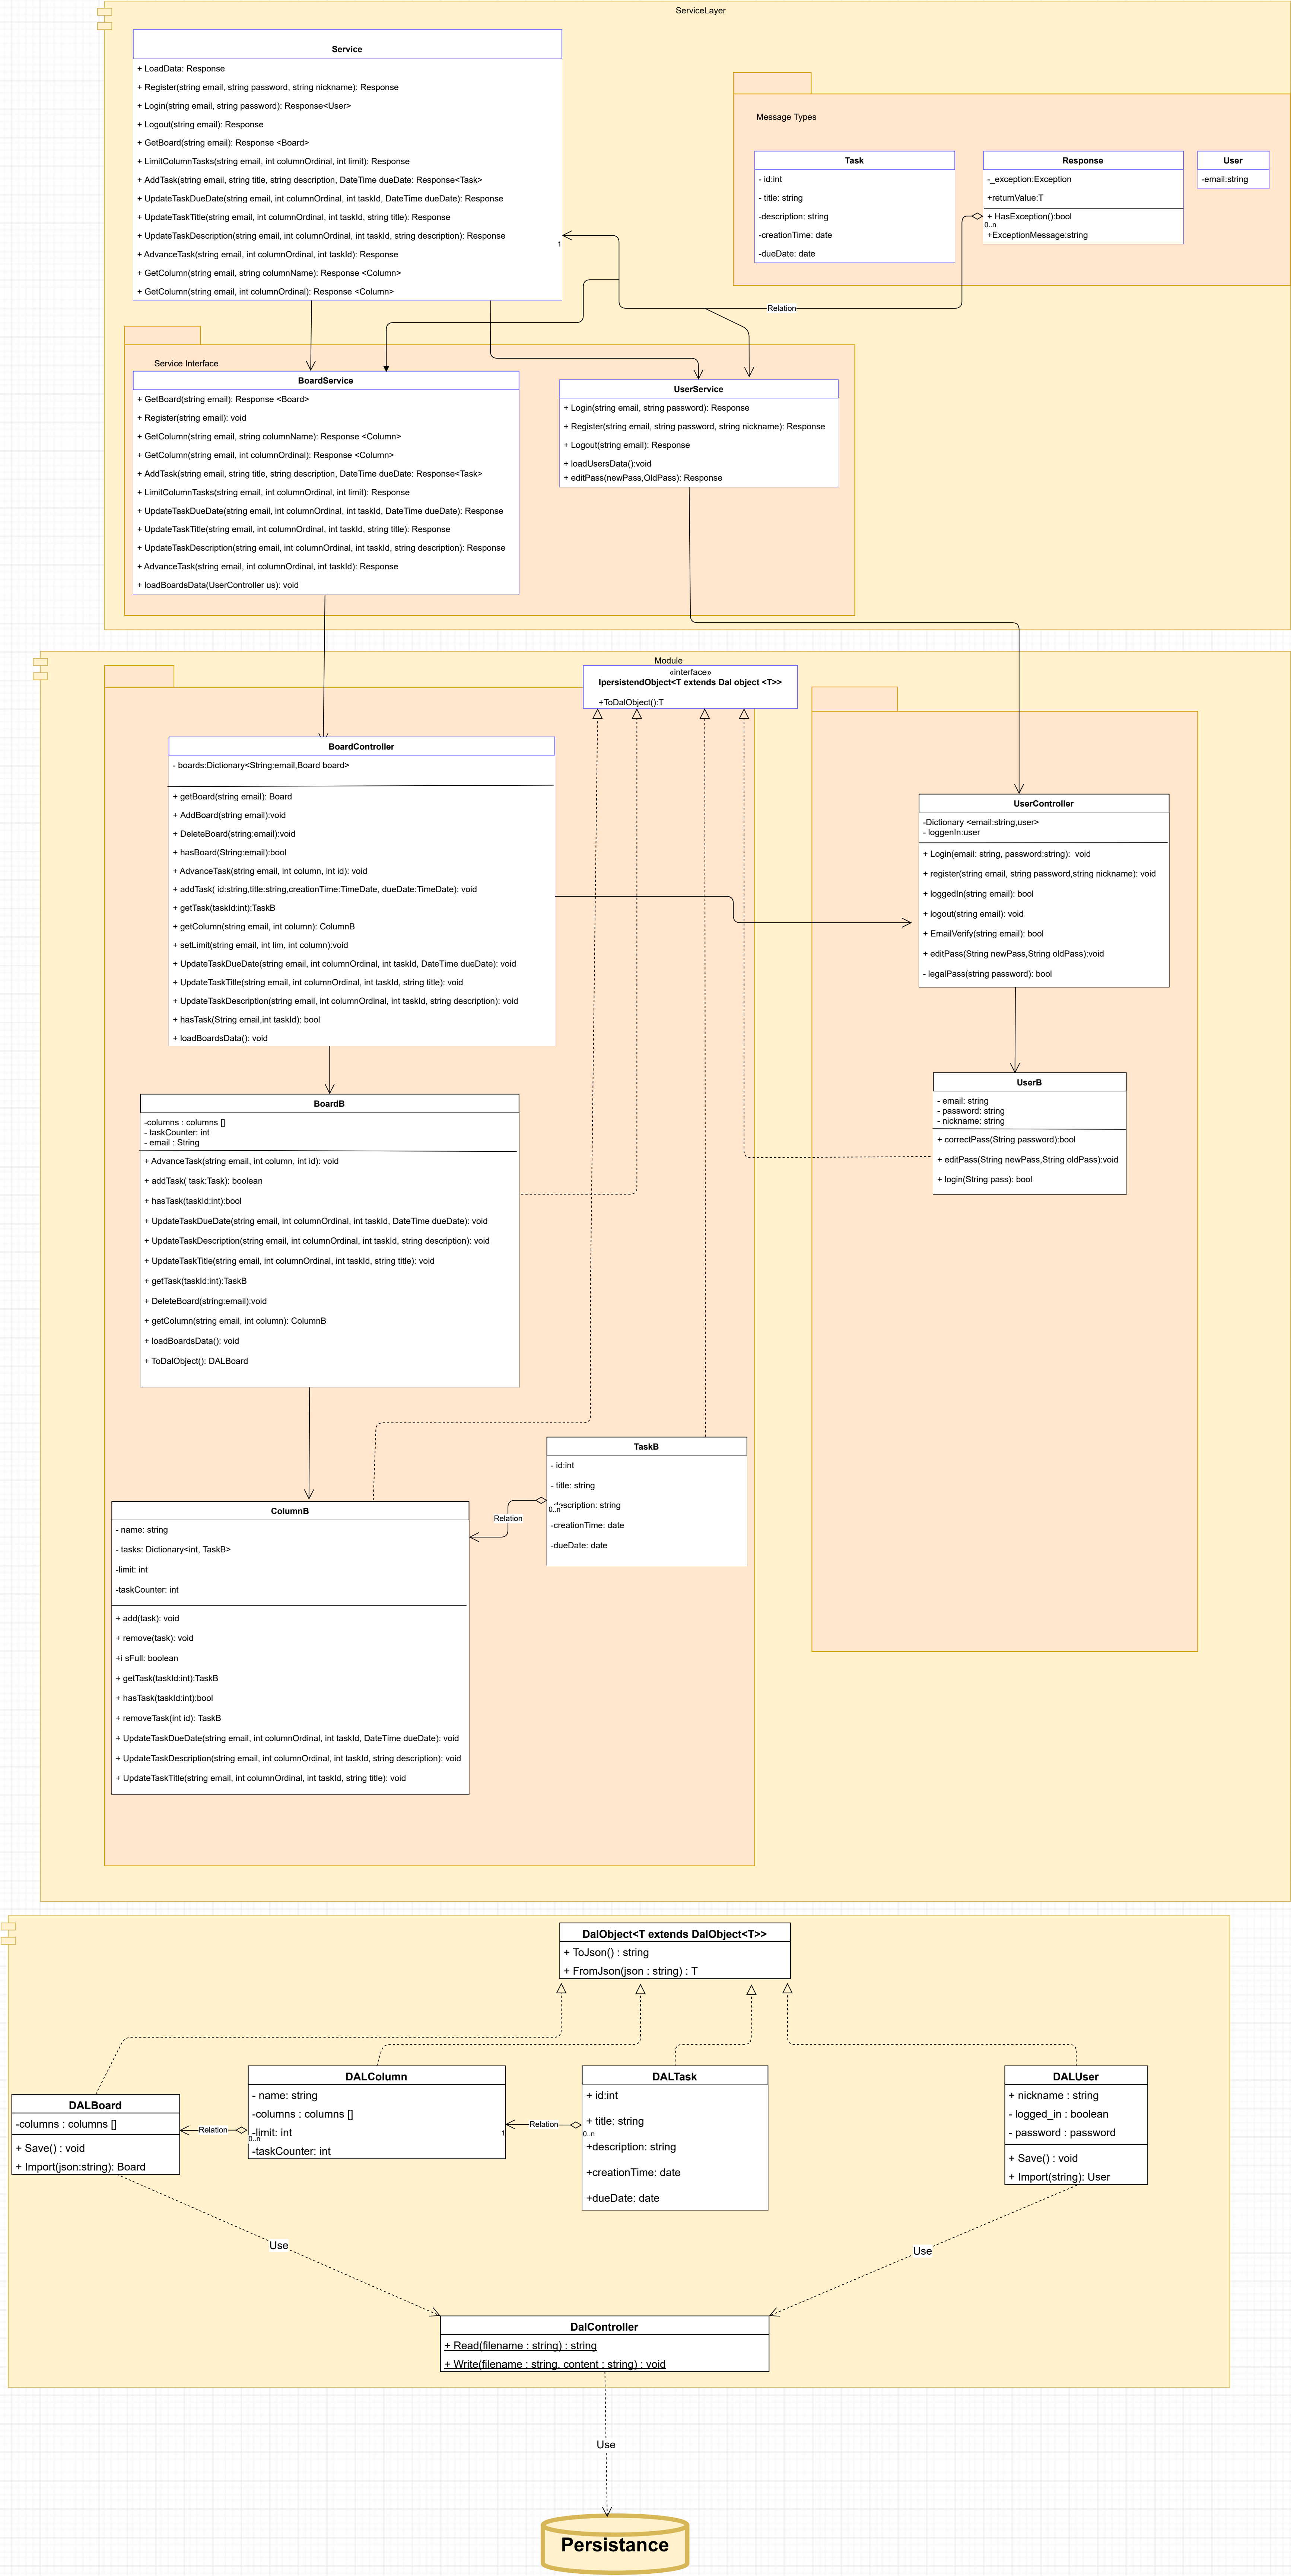 ServiceLayer
Service
+ LoadData: Response
+ Register(string email, string password, string nickname): Response
+ Login(string email, string password): Response<User>
+ Logout(string email): Response
+ GetBoard(string email): Response <Board>
+ LimitColumnTasks(string email, int columnOrdinal, int limit): Response
+ AddTask(string email, string title, string description, DateTime dueDate: Response<Task>
+ UpdateTaskDueDate(string email, int columnOrdinal, int taskId, DateTime dueDate): Response
+ UpdateTaskTitle(string email, int columnOrdinal, int taskId, string title): Response
+ UpdateTaskDescription(string email, int columnOrdinal, int taskId, string description): Response
+ AdvanceTask(string email, int columnOrdinal, int taskId): Response
+ GetColumn(string email, string columnName): Response <Column>
+ GetColumn(string email, int columnOrdinal): Response <Column>
1
Message Types
Task
- id:int
- title: string
-description: string
-creationTime: date
-dueDate: date
Response
-_exception:Exception
+returnValue:T
+ HasException():bool
0..n
+ExceptionMessage:string
User
-email:string
Relation
Service Interface
BoardService
+ GetBoard(string email): Response <Board>
+ Register(string email): void
+ GetColumn(string email, string columnName): Response <Column>
+ GetColumn(string email, int columnOrdinal): Response <Column>
+ AddTask(string email, string title, string description, DateTime dueDate: Response<Task>
+ LimitColumnTasks(string email, int columnOrdinal, int limit): Response
+ UpdateTaskDueDate(string email, int columnOrdinal, int taskId, DateTime dueDate): Response
+ UpdateTaskTitle(string email, int columnOrdinal, int taskId, string title): Response
+ UpdateTaskDescription(string email, int columnOrdinal, int taskId, string description): Response
+ AdvanceTask(string email, int columnOrdinal, int taskId): Response
+ loadBoardsData(UserController us): void
UserService
+ Login(string email, string password): Response
+ Register(string email, string password, string nickname): Response
+ Logout(string email): Response
+ loadUsersData():void
+ editPass(newPass,OldPass): Response
Module
«interface»
IpersistendObject<T extends Dal object <T>>
+ToDalObject():T
BoardController
- boards:Dictionary<String:email,Board board>
+ getBoard(string email): Board
+ AddBoard(string email):void
+ DeleteBoard(string:email):void
+ hasBoard(String:email):bool
+ AdvanceTask(string email, int column, int id): void
+ addTask( id:string,title:string,creationTime:TimeDate, dueDate:TimeDate): void
+ getTask(taskId:int):TaskB
+ getColumn(string email, int column): ColumnB
+ setLimit(string email, int lim, int column):void
+ UpdateTaskDueDate(string email, int columnOrdinal, int taskId, DateTime dueDate): void
+ UpdateTaskTitle(string email, int columnOrdinal, int taskId, string title): void
+ UpdateTaskDescription(string email, int columnOrdinal, int taskId, string description): void
+ hasTask(String email,int taskId): bool
+ loadBoardsData(): void
UserController
-Dictionary <email:string,user>
- loggenIn:user
+ Login(email: string, password:string): void
+ register(string email, string password,string nickname): void
+ loggedIn(string email): bool
+ logout(string email): void
+ EmailVerify(string email): bool
+ editPass(String newPass,String oldPass):void
- legalPass(string password): bool
UserB
- email: string
- password: string
- nickname: string
+ correctPass(String password):bool
+ editPass(String newPass,String oldPass):void
+ login(String pass): bool
BoardB
-columns : columns []
- taskCounter: int
- email : String
+ AdvanceTask(string email, int column, int id): void
+ addTask( task:Task): boolean
+ hasTask(taskId:int):bool
+ UpdateTaskDueDate(string email, int columnOrdinal, int taskId, DateTime dueDate): void
+ UpdateTaskDescription(string email, int columnOrdinal, int taskId, string description): void
+ UpdateTaskTitle(string email, int columnOrdinal, int taskId, string title): void
+ getTask(taskId:int):TaskB
+ DeleteBoard(string:email):void
+ getColumn(string email, int column): ColumnB
+ loadBoardsData(): void
+ ToDalObject(): DALBoard
TaskB
- id:int
- title: string
-description: string
0..n
-creationTime: date
-dueDate: date
Relation
ColumnB
- name: string
- tasks: Dictionary<int, TaskB>
-limit: int
-taskCounter: int
+ add(task): void
+ remove(task): void
+i sFull: boolean
+ getTask(taskId:int):TaskB
+ hasTask(taskId:int):bool
+ removeTask(int id): TaskB
+ UpdateTaskDueDate(string email, int columnOrdinal, int taskId, DateTime dueDate): void
+ UpdateTaskDescription(string email, int columnOrdinal, int taskId, string description): void
+ UpdateTaskTitle(string email, int columnOrdinal, int taskId, string title): void
DalObject<T extends DalObject<T>>
+ ToJson() : string
+ FromJson(json : string) : T
DALBoard
-columns : columns []
+ Save() : void
+ Import(json:string): Board
Relation
DALColumn
- name: string
-columns : columns []
-limit: int
0..n
1
-taskCounter: int
Relation
DALTask
+ id:int
+ title: string
0..n
+description: string
+creationTime: date
+dueDate: date
DALUser
+ nickname : string
- logged_in : boolean
- password : password
+ Save() : void
+ Import(string): User
Use
Use
DalController
+ Read(filename : string) : string
+ Write(filename : string, content : string) : void
Use
Persistance